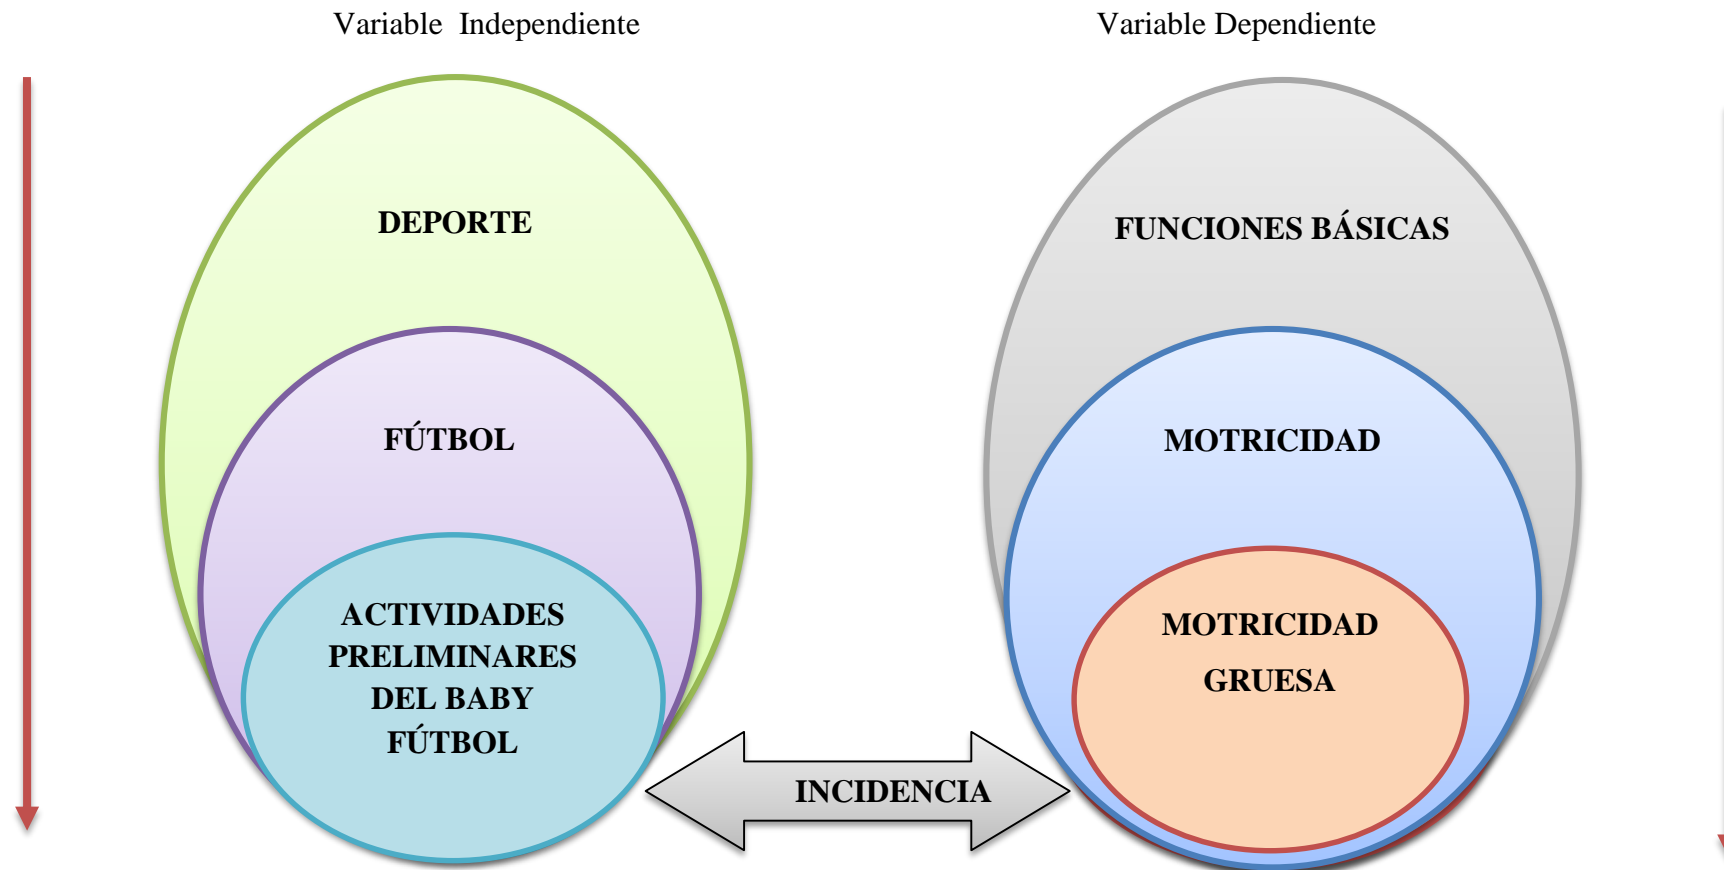 Variable Independiente
Variable Dependiente
DEPORTE
FÚTBOL
ACTIVIDADES
PRELIMINARES
DEL BABY
FÚTBOL
FUNCIONES BÁSICAS
MOTRICIDAD
MOTRICIDAD
GRUESA
INCIDENCIA